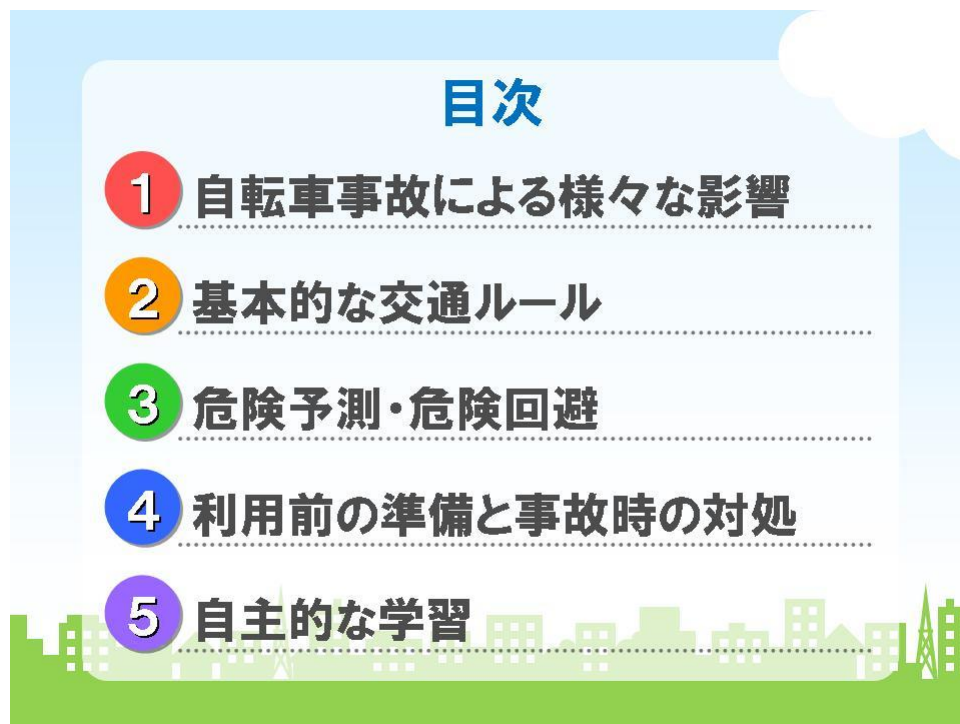 目次
1 自転車事故による様々な影響
2 基本的な交通ルール
3 危険予測・危険回避
4 利用前の準備と事故時の対処
5 自主的な学習